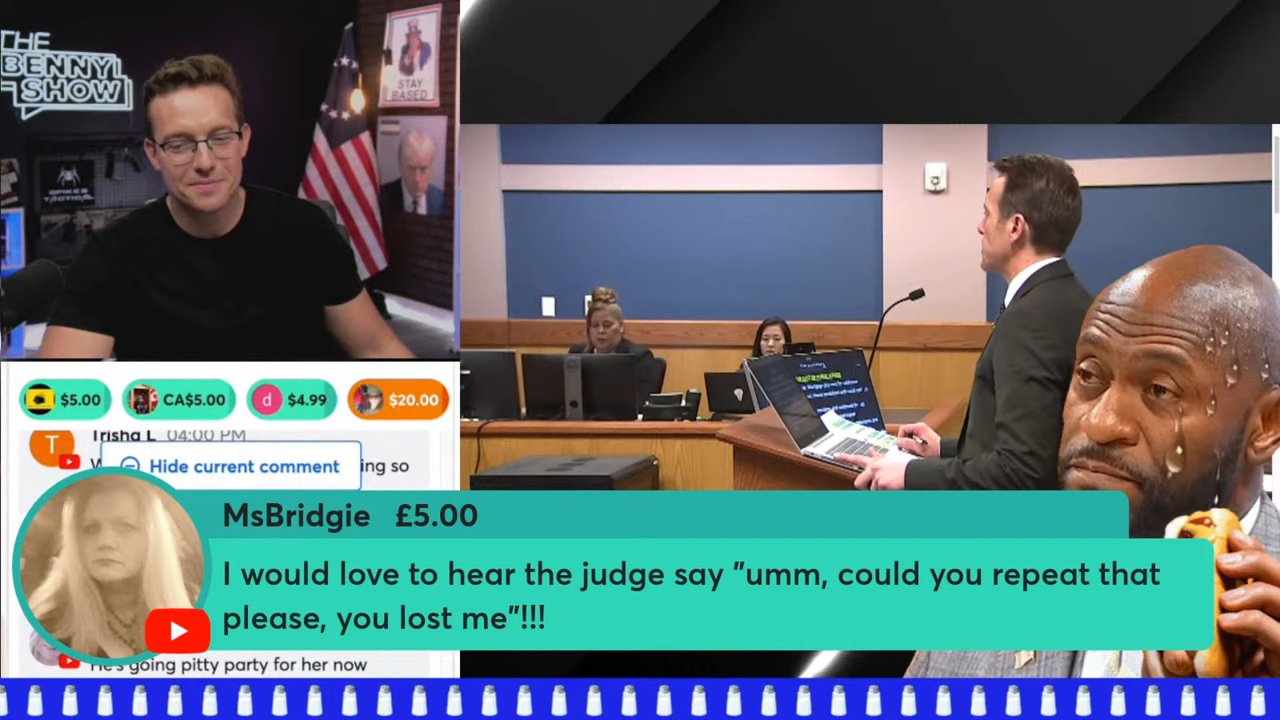 THE
BENNY
SHOW
STAY
BASED
SPIKES
TACTICAL
$5.00
CA$5.00
d
$4.99
$20.00
T
Trisha L 04:00 PM
W
Hide current comment
ing so
MsBridgie £5.00
I would love to hear the judge say "umm, could you repeat that
please, you lost me"!!!
He's going pitty party for her now